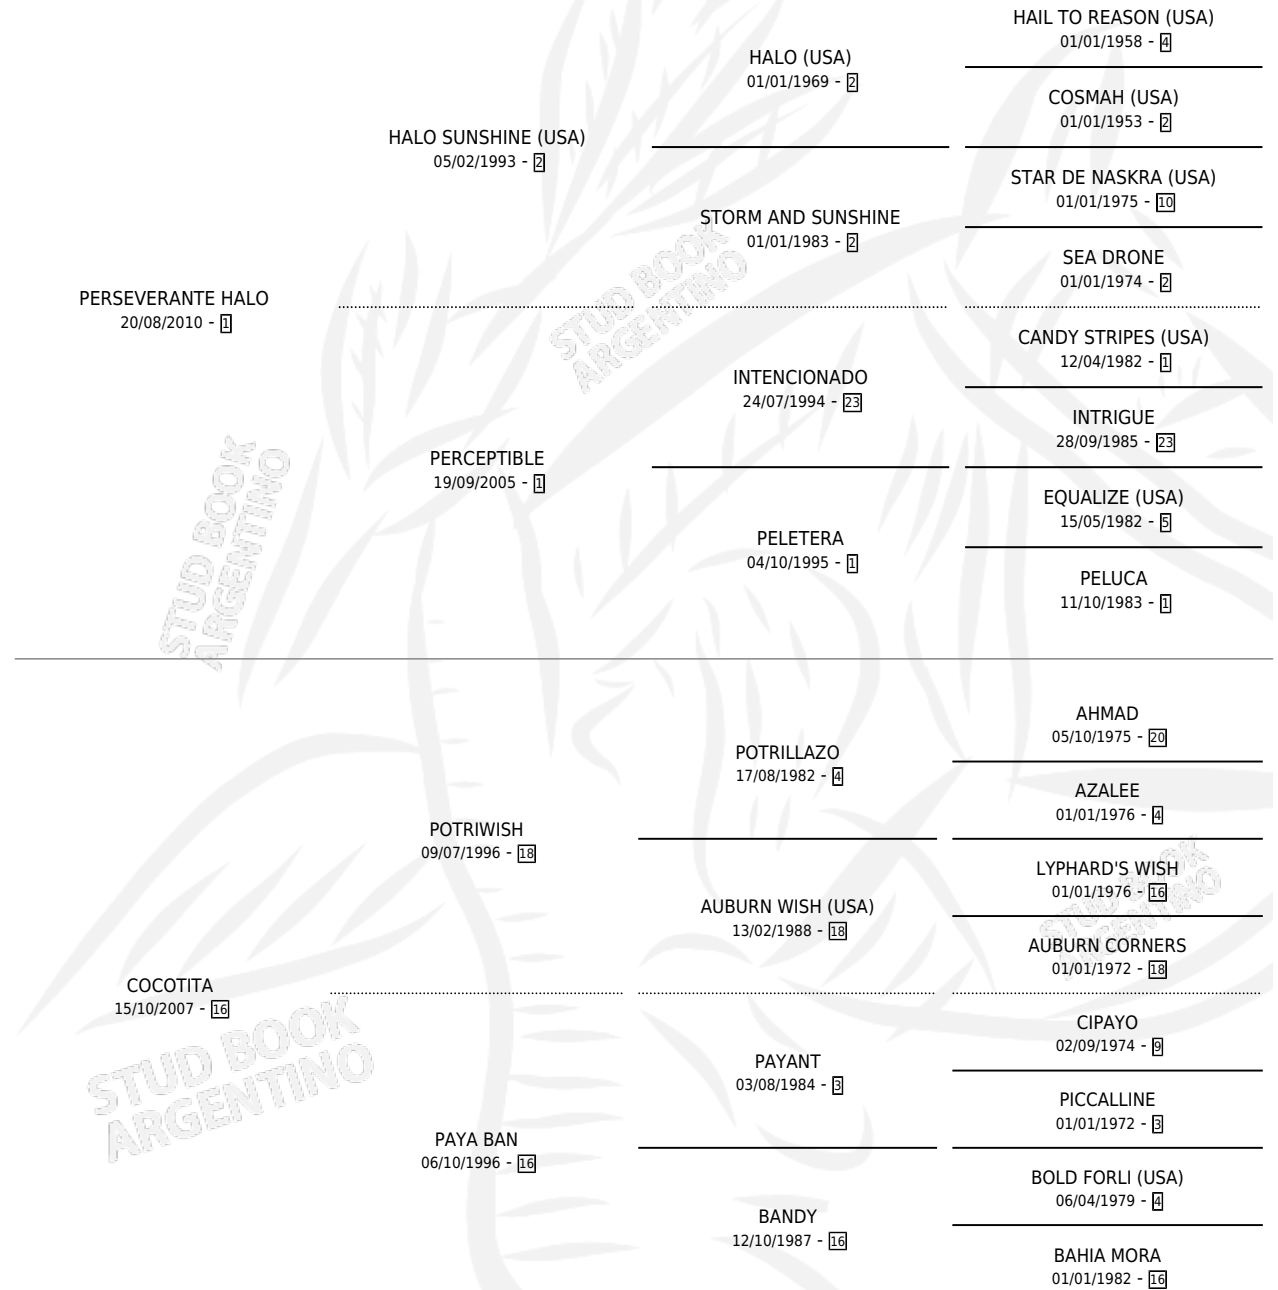 HAIL TO REASON (USA)
01/01/1958 - 4
HALO (USA)
01/01/1969 - 2
COSMAH (USA)
01/01/1953 - 2
HALO SUNSHINE (USA)
05/02/1993 - 2
STAR DE NASKRA (USA)
01/01/1975 - 10
STORM AND SUNSHINE
01/01/1983 - 2
SEA DRONE
01/01/1974 - 2
PERSEVERANTE HALO
20/08/2010 - 1
CANDY STRIPES (USA)
12/04/1982 - 1
INTENCIONADO
24/07/1994 - 23
INTRIGUE
28/09/1985 - 23
PERCEPTIBLE
19/09/2005 - 1
EQUALIZE (USA)
15/05/1982 - 5
PELETERA
04/10/1995 - 1
PELUCA
11/10/1983 - 1
AHMAD
05/10/1975 - 20
POTRILLAZO
17/08/1982 - 4
AZALEE
01/01/1976 - 4
POTRIWISH
09/07/1996 - 18
LYPHARD'S WISH
01/01/1976 - 16
AUBURN WISH (USA)
13/02/1988 - 18
AUBURN CORNERS
01/01/1972 - 18
COCOTITA
15/10/2007 - 16
CIPAYO
02/09/1974 - 9
PAYANT
03/08/1984 - 3
PICCALLINE
01/01/1972 - 3
PAYA BAN
06/10/1996 - 16
BOLD FORLI (USA)
06/04/1979 - 4
BANDY
12/10/1987 - 16
BAHIA MORA
01/01/1982 - 16
STUD BOOK
ARGENTINO
STUD BOOK
ARGENTINO
STUD BOOK
ARGENTINO
STUD BOOK
ARGENTINO